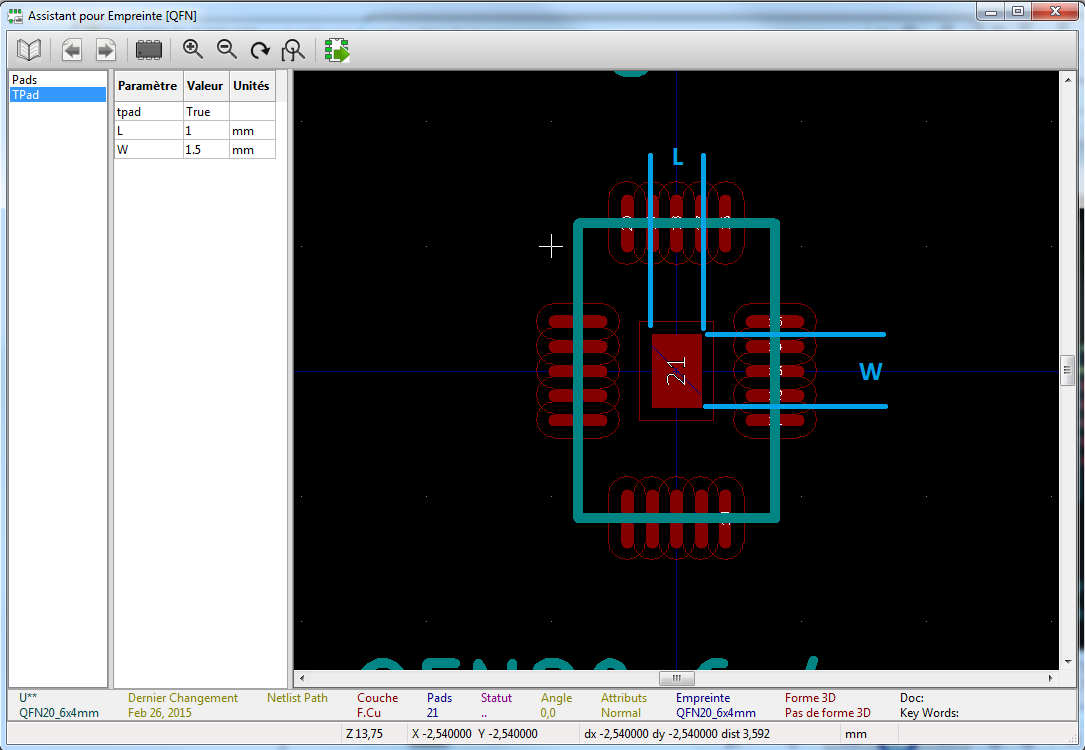 Assistant pour Empreinte [QFN]
Pads
TPad
Paramètre Valeur Unités
tpad True
L 1 mm
W 1.5 mm
L
21
W
U** Dernier Changement Netlist Path Couche Pads Statut Angle Attributs Empreinte Forme 3D Doc:
QFN20_6x4mm Feb 26, 2015 F.Cu 21 .. 0,0 Normal QFN20_6x4mm Pas de forme 3D Key Words:
Z 13,75 X -2,540000 Y -2,540000 dx -2,540000 dy -2,540000 dist 3,592 mm